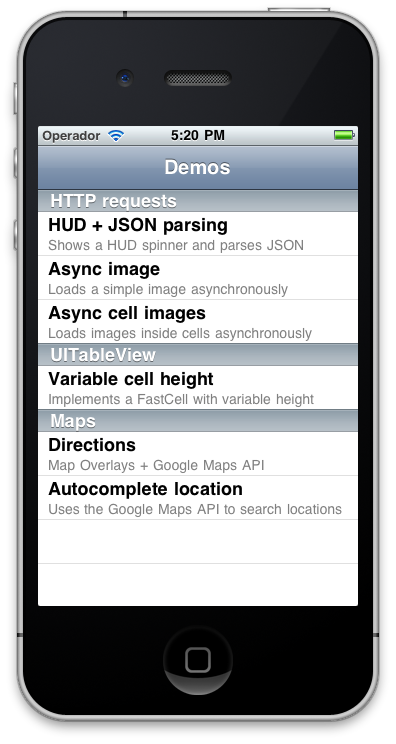 Operador 5:20 PM
Demos
HTTP requests
HUD + JSON parsing
Shows a HUD spinner and parses JSON
Async image
Loads a simple image asynchronously
Async cell images
Loads images inside cells asynchronously
UITableView
Variable cell height
Implements a FastCell with variable height
Maps
Directions
Map Overlays + Google Maps API
Autocomplete location
Uses the Google Maps API to search locations